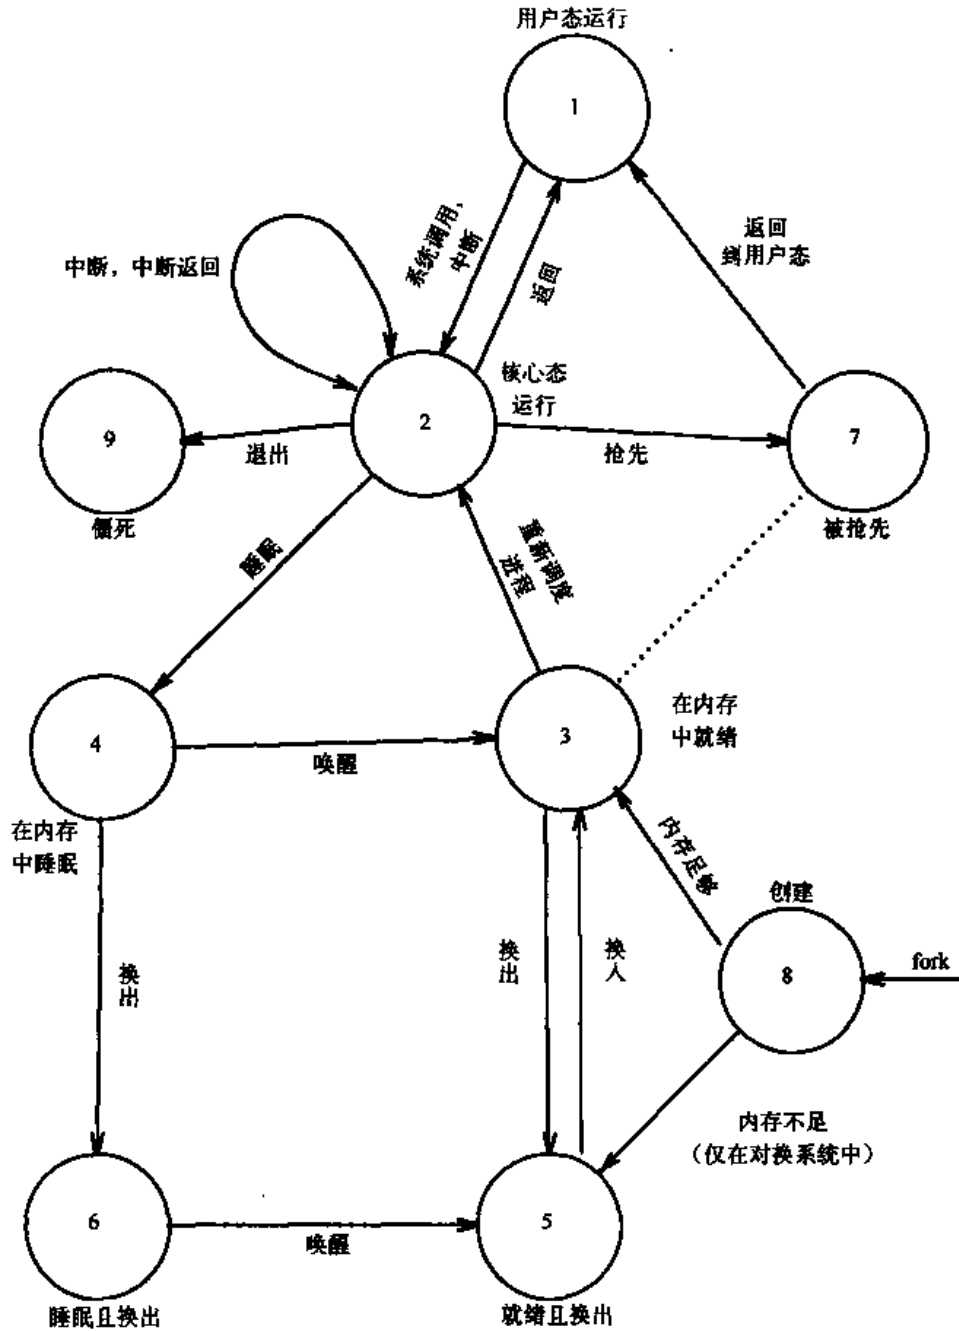 用户态运行
1
系统调用，
中断
返回
返回
到用户态
中断，中断返回
核心态
运行
2
9
7
退出
抢先
僵死
被抢先
睡眠
重新调度
进程
4
3
在内存
中就绪
唤醒
在内存
中睡眠
内存足够
创建
换出
换出
换入
8
fork
内存不足
（仅在对换系统中）
6
5
唤醒
睡眠且换出
就绪且换出